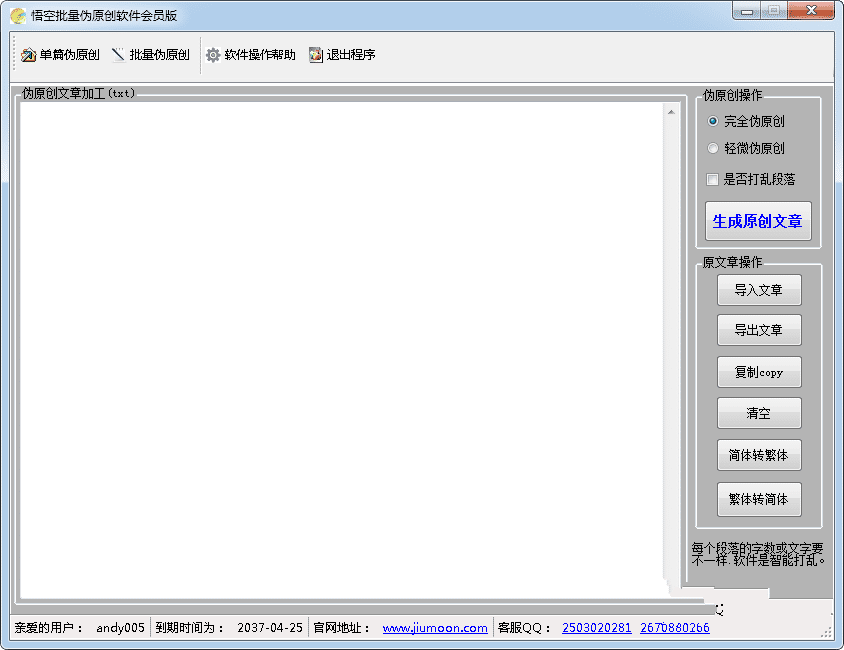 悟空批量伪原创软件会员版
单篇伪原创 批量伪原创 软件操作帮助 退出程序
伪原创文章加工(txt)
伪原创操作
完全伪原创
轻微伪原创
是否打乱段落
生成原创文章
原文章操作
导入文章
导出文章
复制copy
清空
简体转繁体
繁体转简体
每个段落的字数或文字要
不一样.软件是智能打乱。
亲爱的用户： andy005 到期时间为： 2037-04-25 官网地址： www.jiumoon.com 客服QQ： 2503020281 2670880266